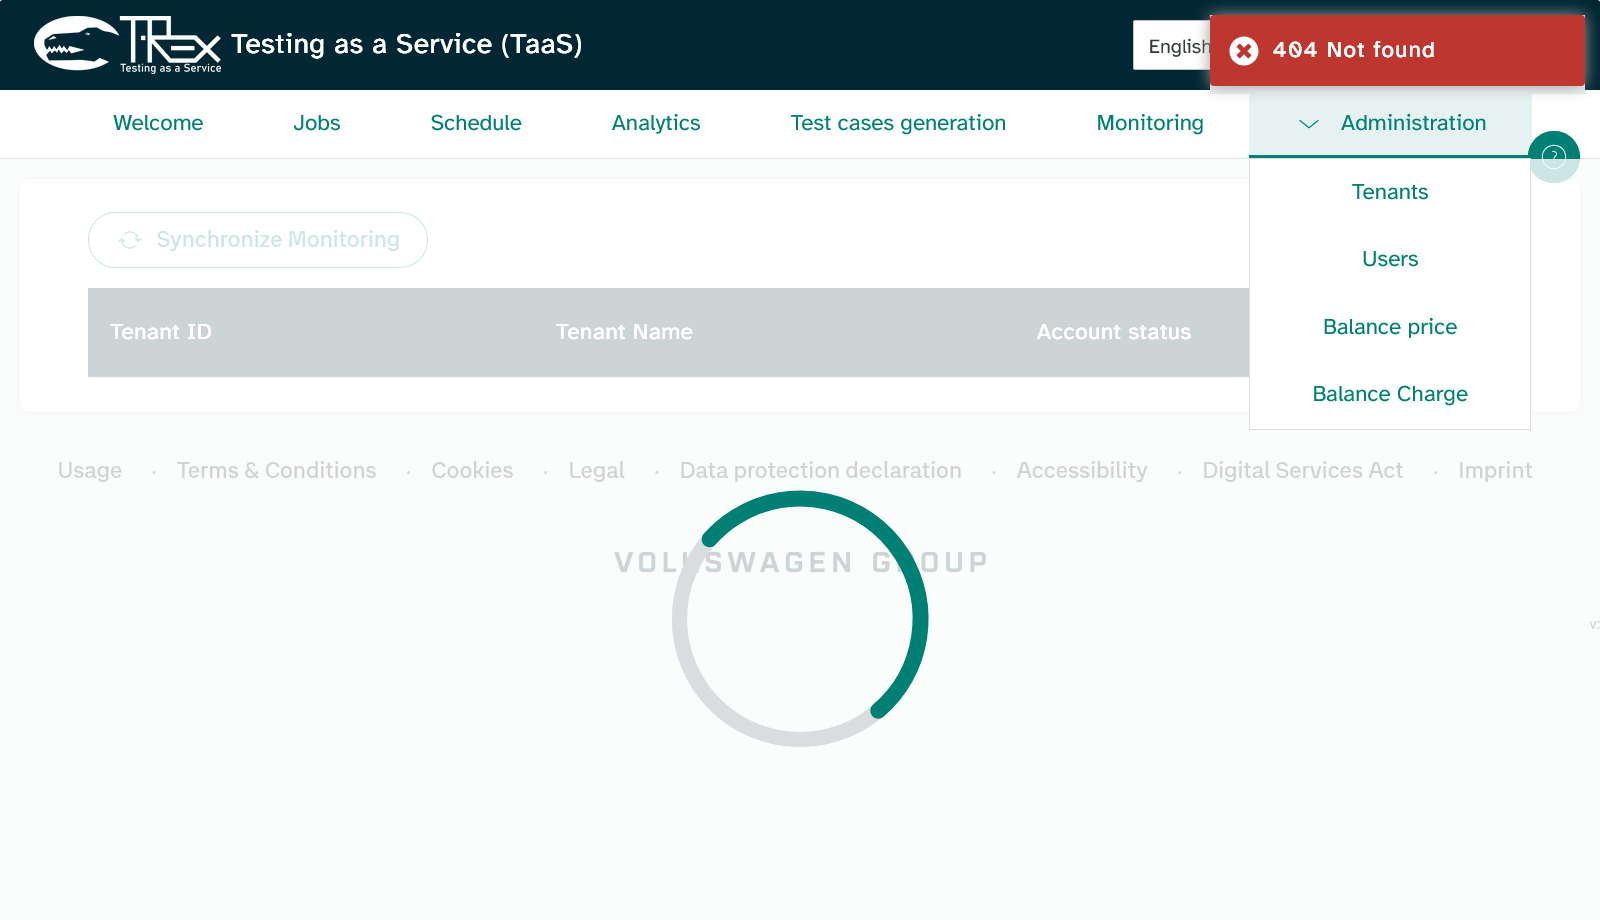 TREX
Testing as a Service
Testing as a Service (TaaS)
English
404 Not found
Welcome
Jobs
Schedule
Analytics
Test cases generation
Monitoring
Administration
?
Tenants
Users
Balance price
Balance Charge
Synchronize Monitoring
Tenant ID
Tenant Name
Account status
Usage · Terms & Conditions · Cookies · Legal · Data protection declaration · Accessibility · Digital Services Act · Imprint
VOLKSWAGEN GROUP
v: